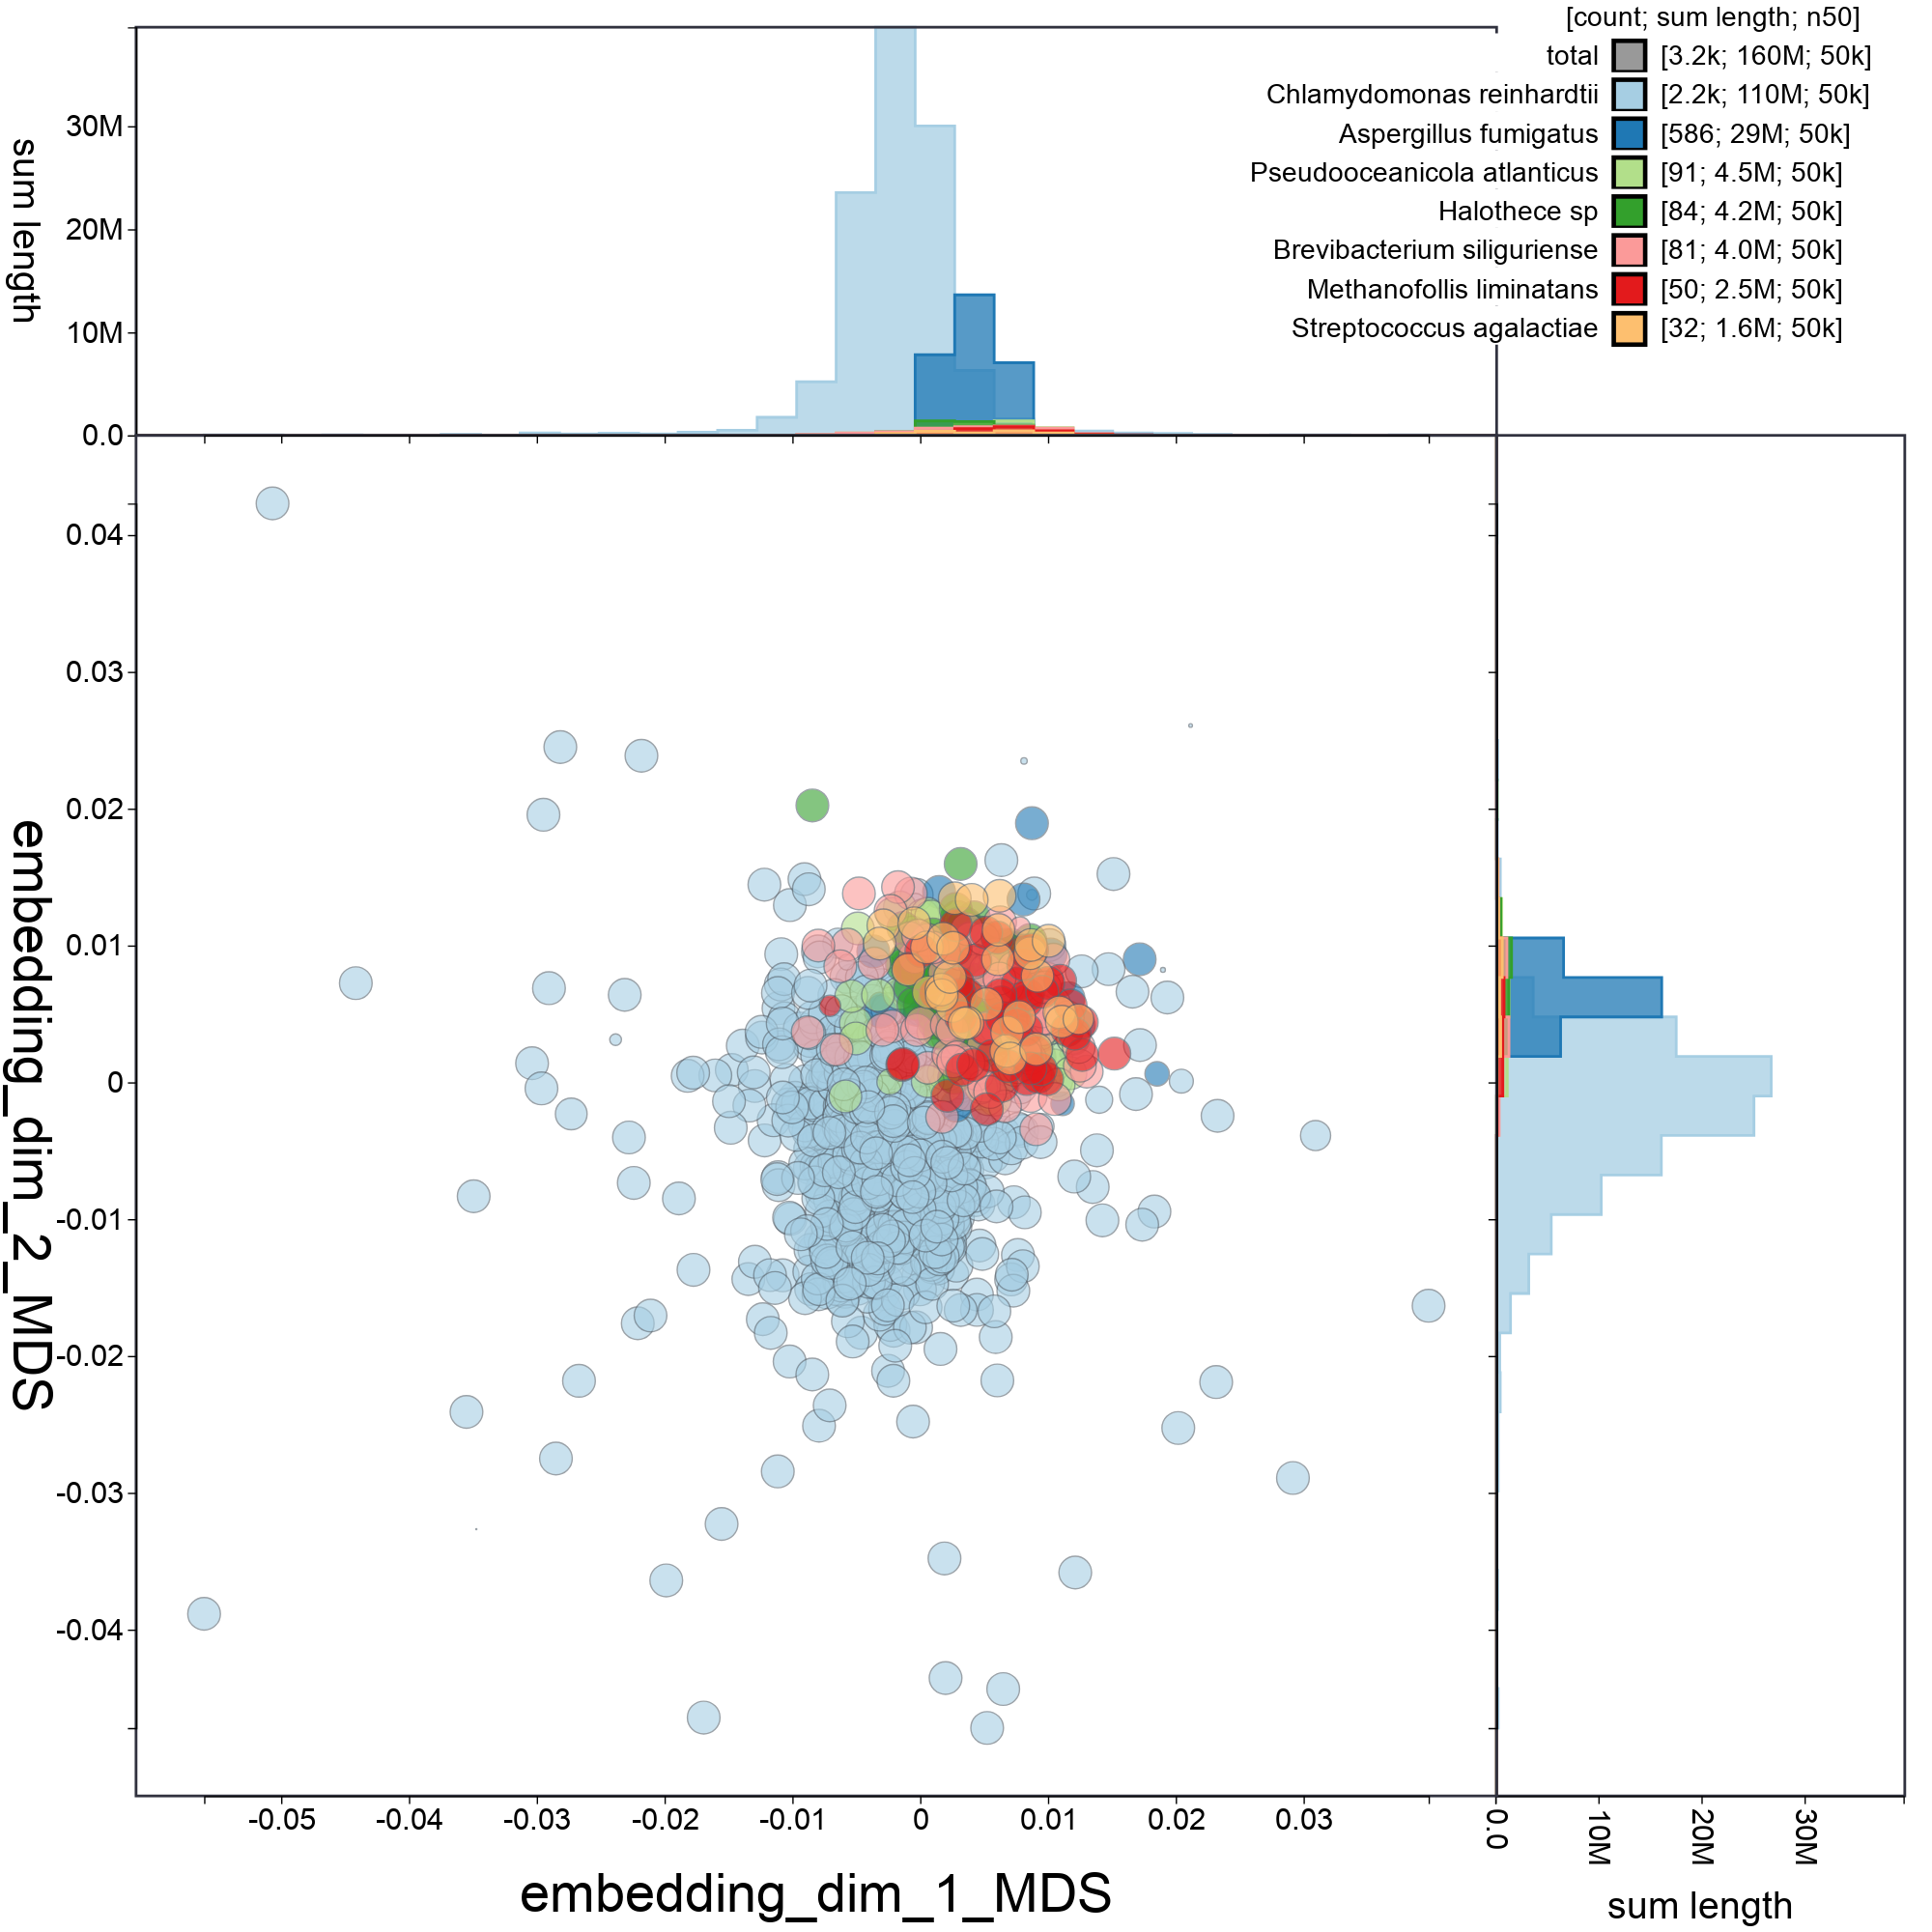 [count; sum length; n50]
total [3.2k; 160M; 50k]
Chlamydomonas reinhardtii [2.2k; 110M; 50k]
Aspergillus fumigatus [586; 29M; 50k]
Pseudooceanicola atlanticus [91; 4.5M; 50k]
Halothece sp [84; 4.2M; 50k]
Brevibacterium siliguriense [81; 4.0M; 50k]
Methanofollis liminatans [50; 2.5M; 50k]
Streptococcus agalactiae [32; 1.6M; 50k]
sum length
30M
20M
10M
0.0
embedding_dim_2_MDS
0.04
0.03
0.02
0.01
0
-0.01
-0.02
-0.03
-0.04
-0.05 -0.04 -0.03 -0.02 -0.01 0 0.01 0.02 0.03
embedding_dim_1_MDS
0.0 10M 20M 30M
sum length